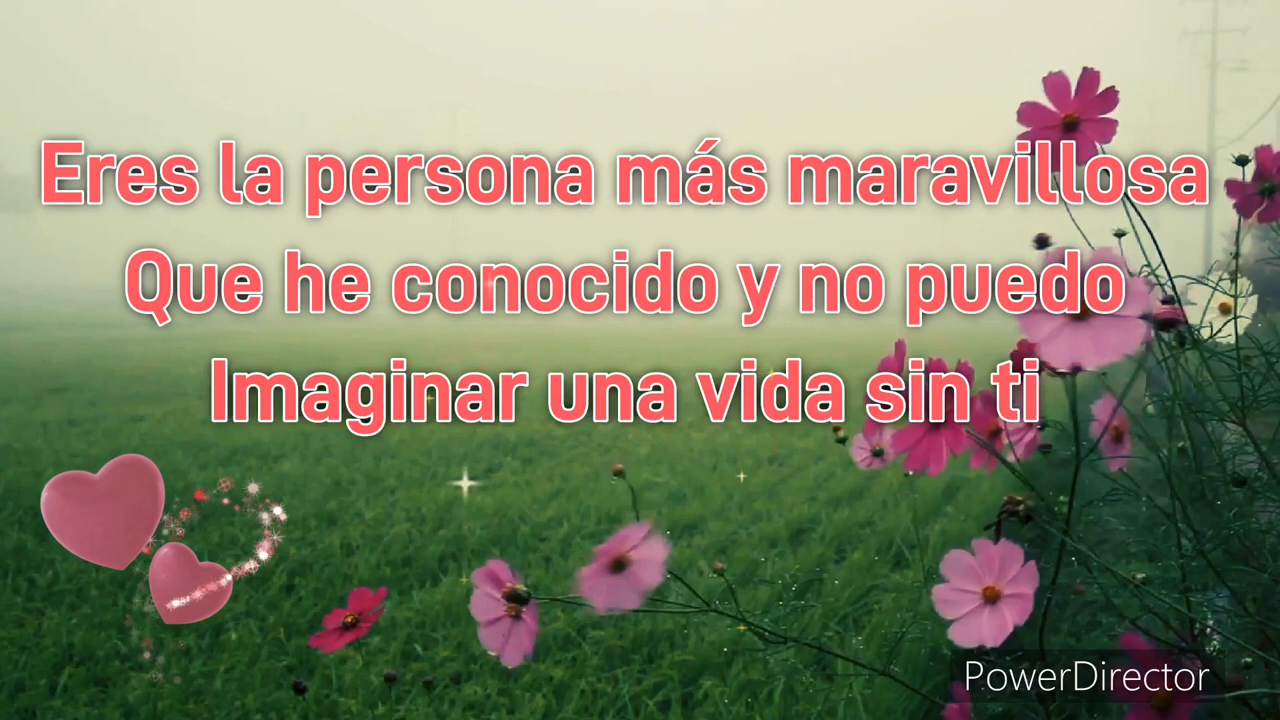 Eres la persona más maravillosa
Que he conocido y no puedo
Imaginar una vida sin ti
PowerDirector